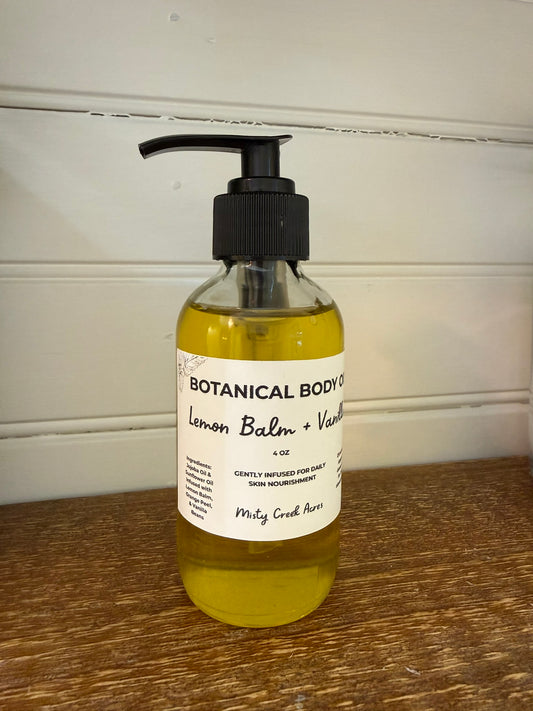 BOTANICAL BODY O
Lemon Balm + Vanill
4 OZ
GENTLY INFUSED FOR DAILY
SKIN NOURISHMENT
Ingredients:
Jojoba Oil &
Sunflower Oil
Infused with
Lemon Balm,
Orange Peel,
& Vanilla
Beans
Misty Creek Acres